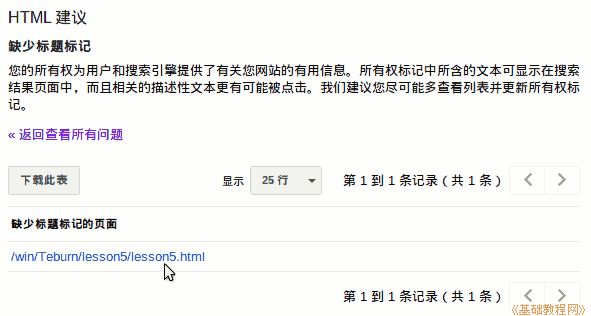 HTML 建议
缺少标题标记
您的所有权为用户和搜索引擎提供了有关您网站的有用信息。所有权标记中所含的文本可显示在搜索
结果页面中，而且相关的描述性文本更有可能被点击。我们建议您尽可能多查看列表并更新所有权标
记。
« 返回查看所有问题
下载此表 显示 25 行 第 1 到 1 条记录（共 1 条）
缺少标题标记的页面
/win/Teburn/lesson5/lesson5.html
第 1 到 1 条记录（共 1 条）
《基础教程网》